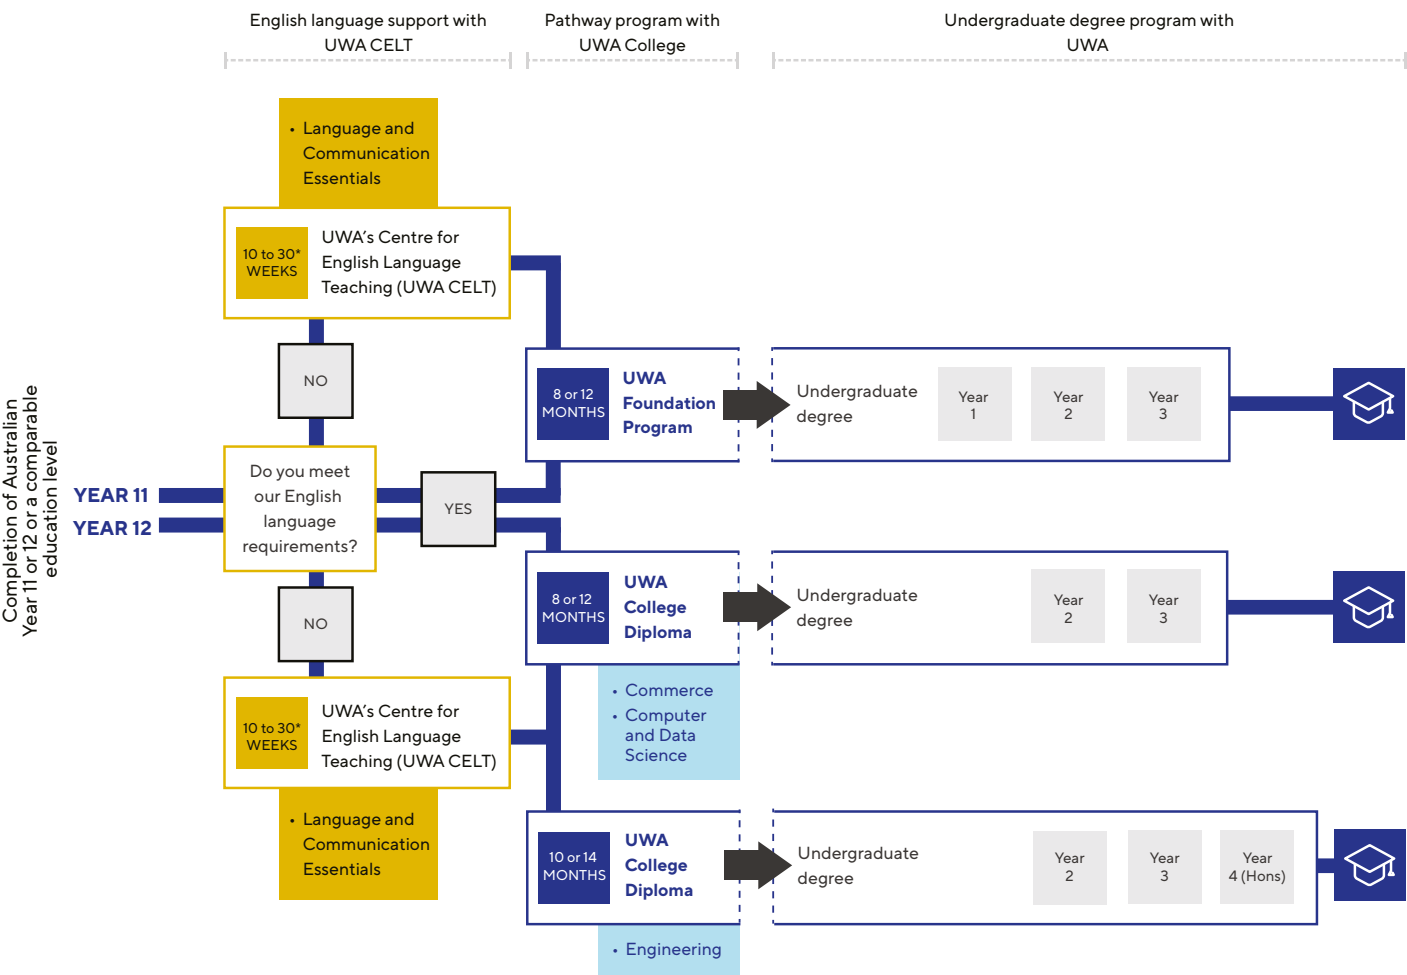 English language support with
UWA CELT
Pathway program with
UWA College
Undergraduate degree program with
UWA
• Language and
Communication
Essentials
10 to 30*
WEEKS
UWA’s Centre for
English Language
Teaching (UWA CELT)
NO
8 or 12
MONTHS
UWA
Foundation
Program
Undergraduate
degree
Year
1
Year
2
Year
3
Completion of Australian
Year 11 or 12 or a comparable
education level
YEAR 11
YEAR 12
Do you meet
our English
language
requirements?
YES
NO
8 or 12
MONTHS
UWA
College
Diploma
Undergraduate
degree
Year
2
Year
3
• Commerce
• Computer
and Data
Science
10 to 30*
WEEKS
UWA’s Centre for
English Language
Teaching (UWA CELT)
• Language and
Communication
Essentials
10 or 14
MONTHS
UWA
College
Diploma
Undergraduate
degree
Year
2
Year
3
Year
4 (Hons)
• Engineering